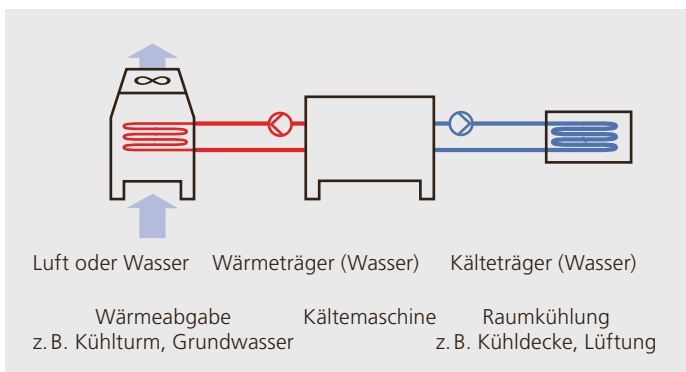 Luft oder Wasser Wärmeträger (Wasser) Kälteträger (Wasser)
Wärmeabgabe Kältemaschine Raumkühlung
z. B. Kühlturm, Grundwasser z. B. Kühldecke, Lüftung